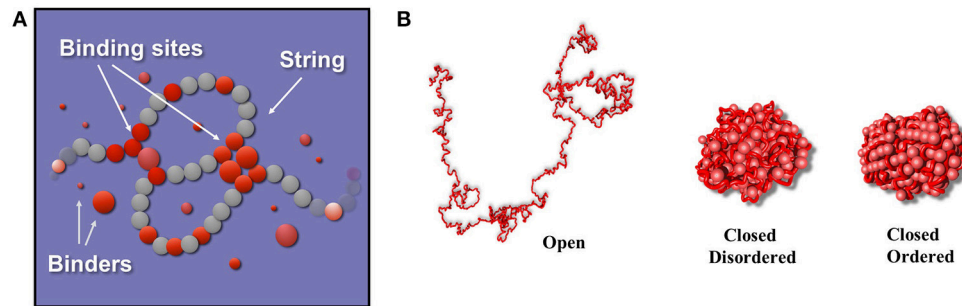 A
Binding sites
String
Binders
B
Open
Closed
Disordered
Closed
Ordered